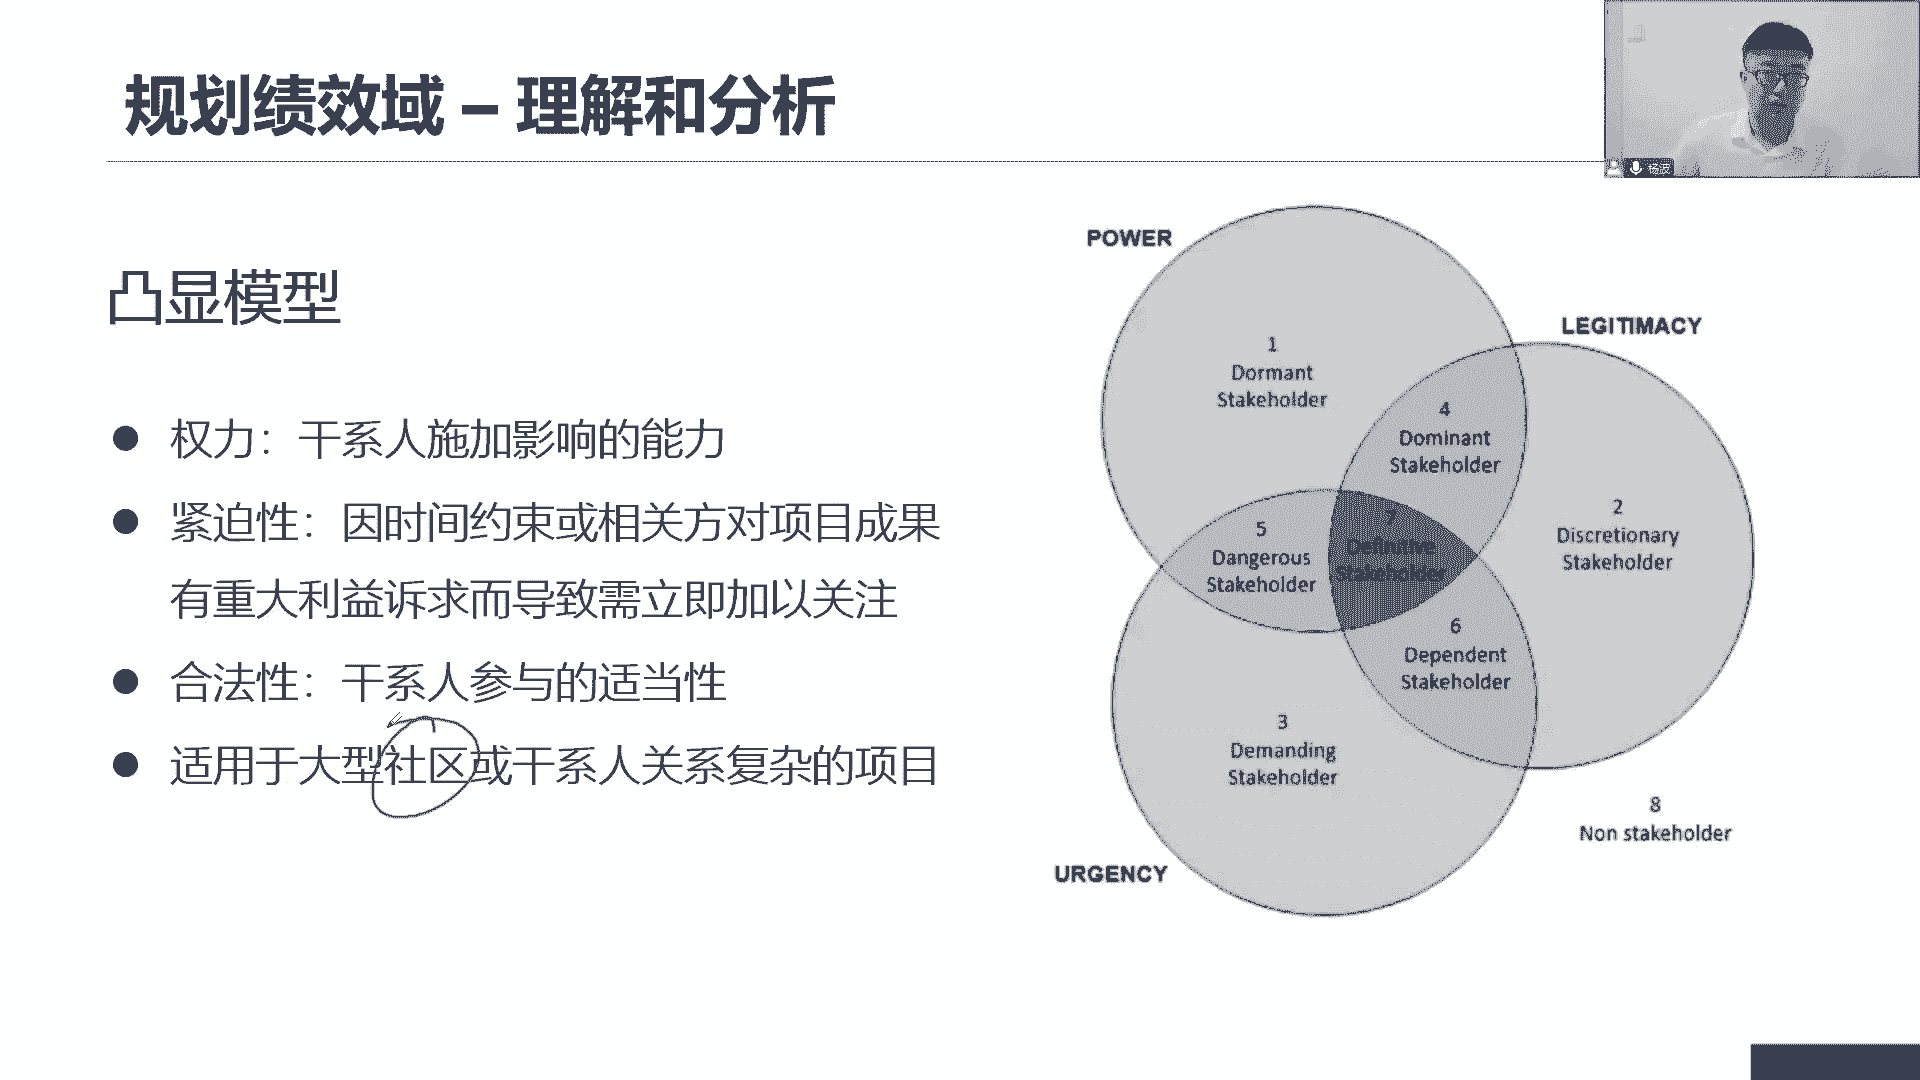 规划绩效域 – 理解和分析
杨波
凸显模型
权力：干系人施加影响的能力
紧迫性：因时间约束或相关方对项目成果
有重大利益诉求而导致需立即加以关注
合法性：干系人参与的适当性
适用于大型社区或干系人关系复杂的项目
POWER
LEGITIMACY
1
Dormant
Stakeholder
4
Dominant
Stakeholder
2
Discretionary
Stakeholder
5
Dangerous
Stakeholder
7
Definitive
Stakeholder
6
Dependent
Stakeholder
3
Demanding
Stakeholder
8
Non stakeholder
URGENCY